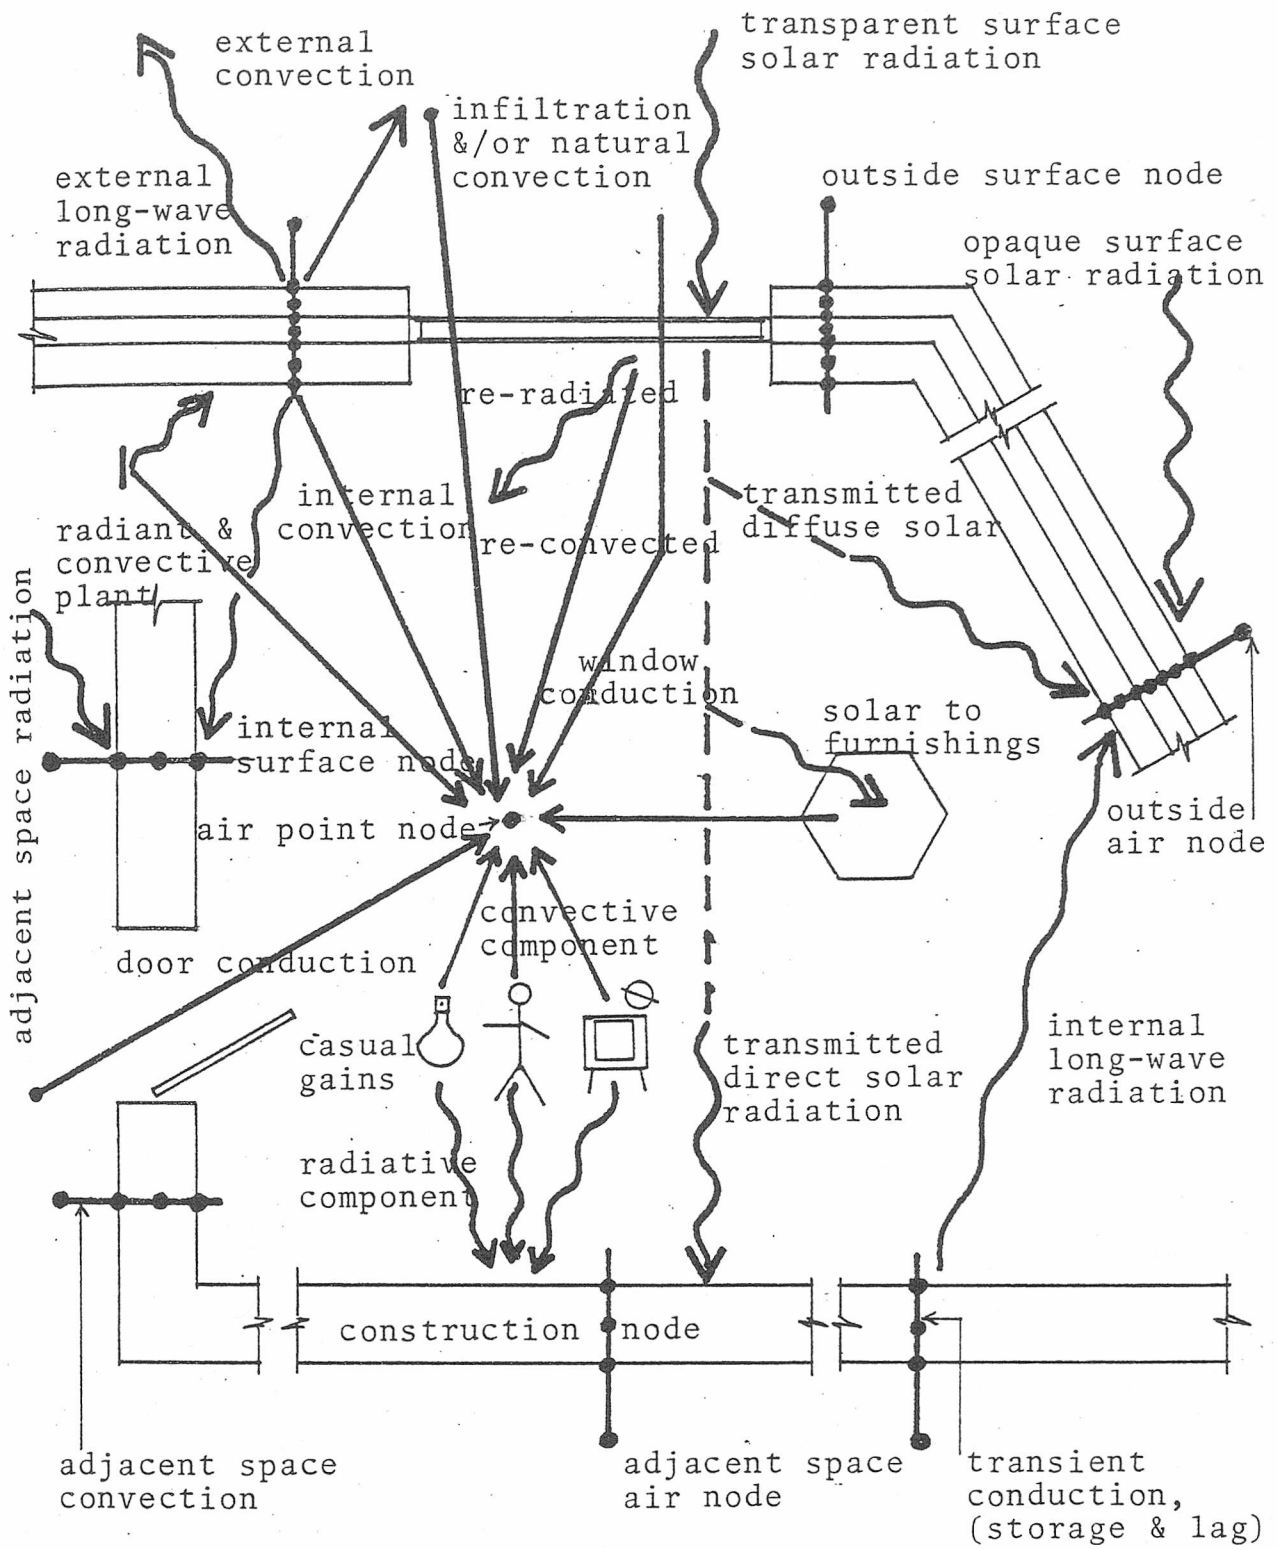 external
convection
transparent surface
solar radiation
infiltration
&/or natural
convection
external
long-wave
radiation
outside surface node
opaque surface
solar radiation
re-radiated
internal
convection
re-convected
transmitted
diffuse solar
radiant &
convective
plant
adjacent space radiation
window
conduction
internal
surface node
solar to
furnishings
air point node
outside
air node
convective
component
door conduction
casual
gains
transmitted
direct solar
radiation
internal
long-wave
radiation
radiative
component
construction node
adjacent space
convection
adjacent space
air node
transient
conduction,
(storage & lag)